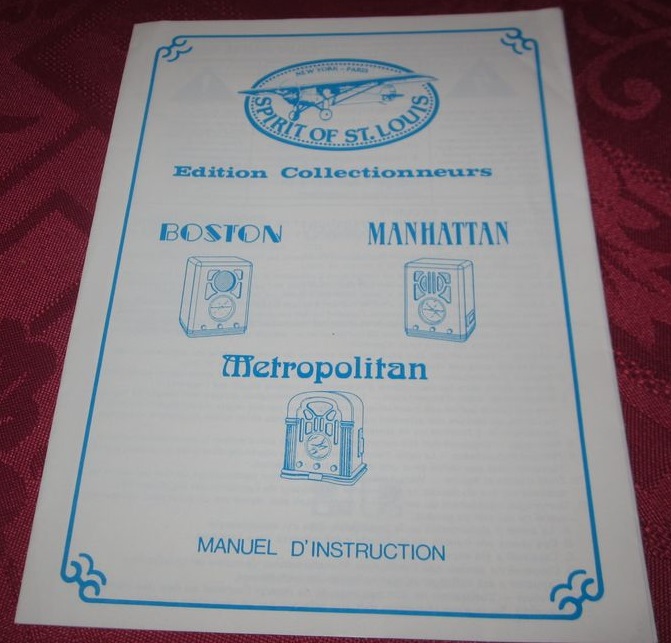 NEW YORK - PARIS
SPIRIT OF ST. LOUIS
Edition Collectionneurs
BOSTON
MANHATTAN
Metropolitan
MANUEL D'INSTRUCTION